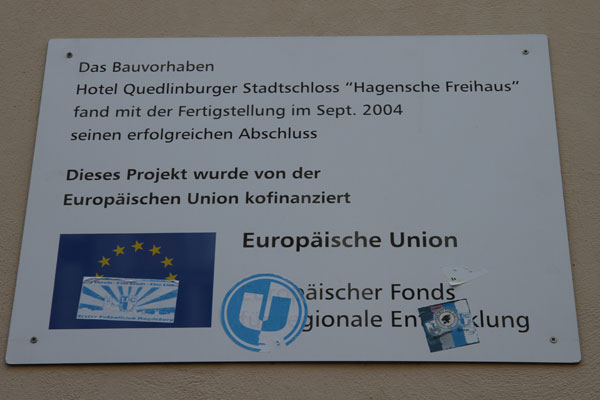 Das Bauvorhaben
Hotel Quedlinburger Stadtschloss "Hagensche Freihaus"
fand mit der Fertigstellung im Sept. 2004
seinen erfolgreichen Abschluss
Dieses Projekt wurde von der
Europäischen Union kofinanziert
Europäische Union
päischer Fonds
gionale Ent klung
U